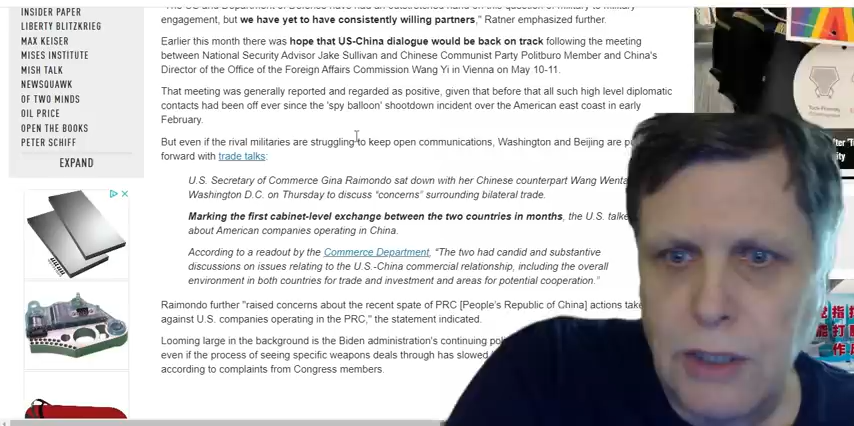 INSIDER PAPER
LIBERTY BLITZKRIEG
MAX KEISER
MISES INSTITUTE
MISH TALK
NEWSQUAWK
OF TWO MINDS
OIL PRICE
OPEN THE BOOKS
PETER SCHIFF
EXPAND
engagement, but we have yet to have consistently willing partners," Ratner emphasized further.
Earlier this month there was hope that US-China dialogue would be back on track following the meeting
between National Security Advisor Jake Sullivan and Chinese Communist Party Politburo Member and China's
Director of the Office of the Foreign Affairs Commission Wang Yi in Vienna on May 10-11.
That meeting was generally reported and regarded as positive, given that before that all such high level diplomatic
contacts had been off ever since the 'spy balloon' shootdown incident over the American east coast in early
February.
But even if the rival militaries are struggling to keep open communications, Washington and Beijing are
forward with trade talks:
U.S. Secretary of Commerce Gina Raimondo sat down with her Chinese counterpart Wang
Washington D.C. on Thursday to discuss “concerns” surrounding bilateral trade.
Marking the first cabinet-level exchange between the two countries in months, the U.S.
about American companies operating in China.
According to a readout by the Commerce Department, “The two had candid and substantive
discussions on issues relating to the U.S.-China commercial relationship, including the overall
environment in both countries for trade and investment and areas for potential cooperation.”
Raimondo further "raised concerns about the recent spate of PRC [People's Republic of China] actions
against U.S. companies operating in the PRC," the statement indicated.
Looming large in the background is the Biden administration's continuing
even if the process of seeing specific weapons deals through has slowed
according to complaints from Congress members.